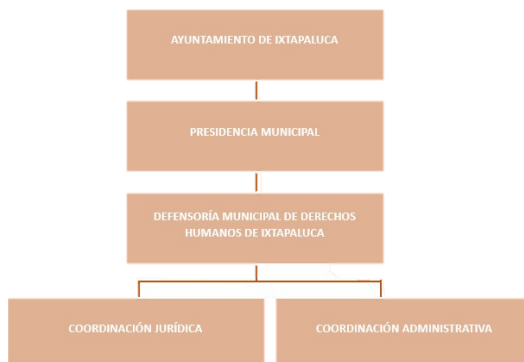 AYUNTAMIENTO DE IXTAPALUCA
PRESIDENCIA MUNICIPAL
DEFENSORÍA MUNICIPAL DE DERECHOS
HUMANOS DE IXTAPALUCA
COORDINACIÓN JURÍDICA
COORDINACIÓN ADMINISTRATIVA